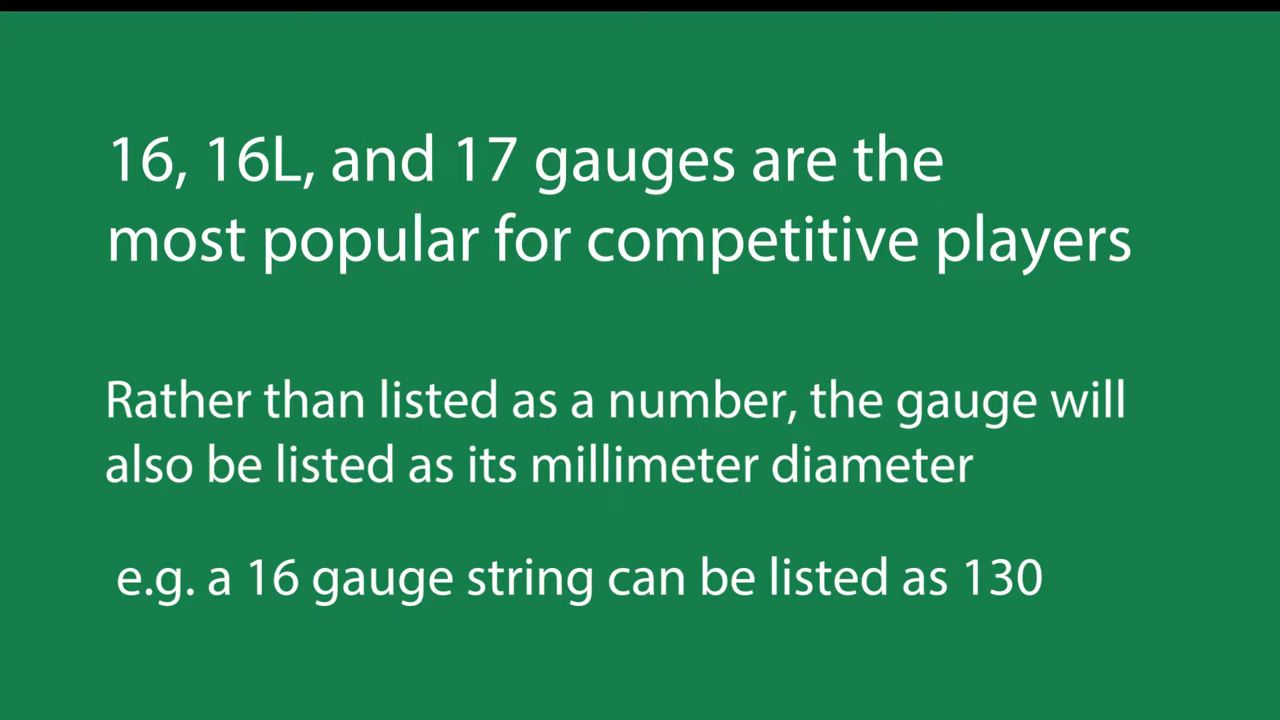 16, 16L, and 17 gauges are the
most popular for competitive players
Rather than listed as a number, the gauge will
also be listed as its millimeter diameter
e.g. a 16 gauge string can be listed as 130